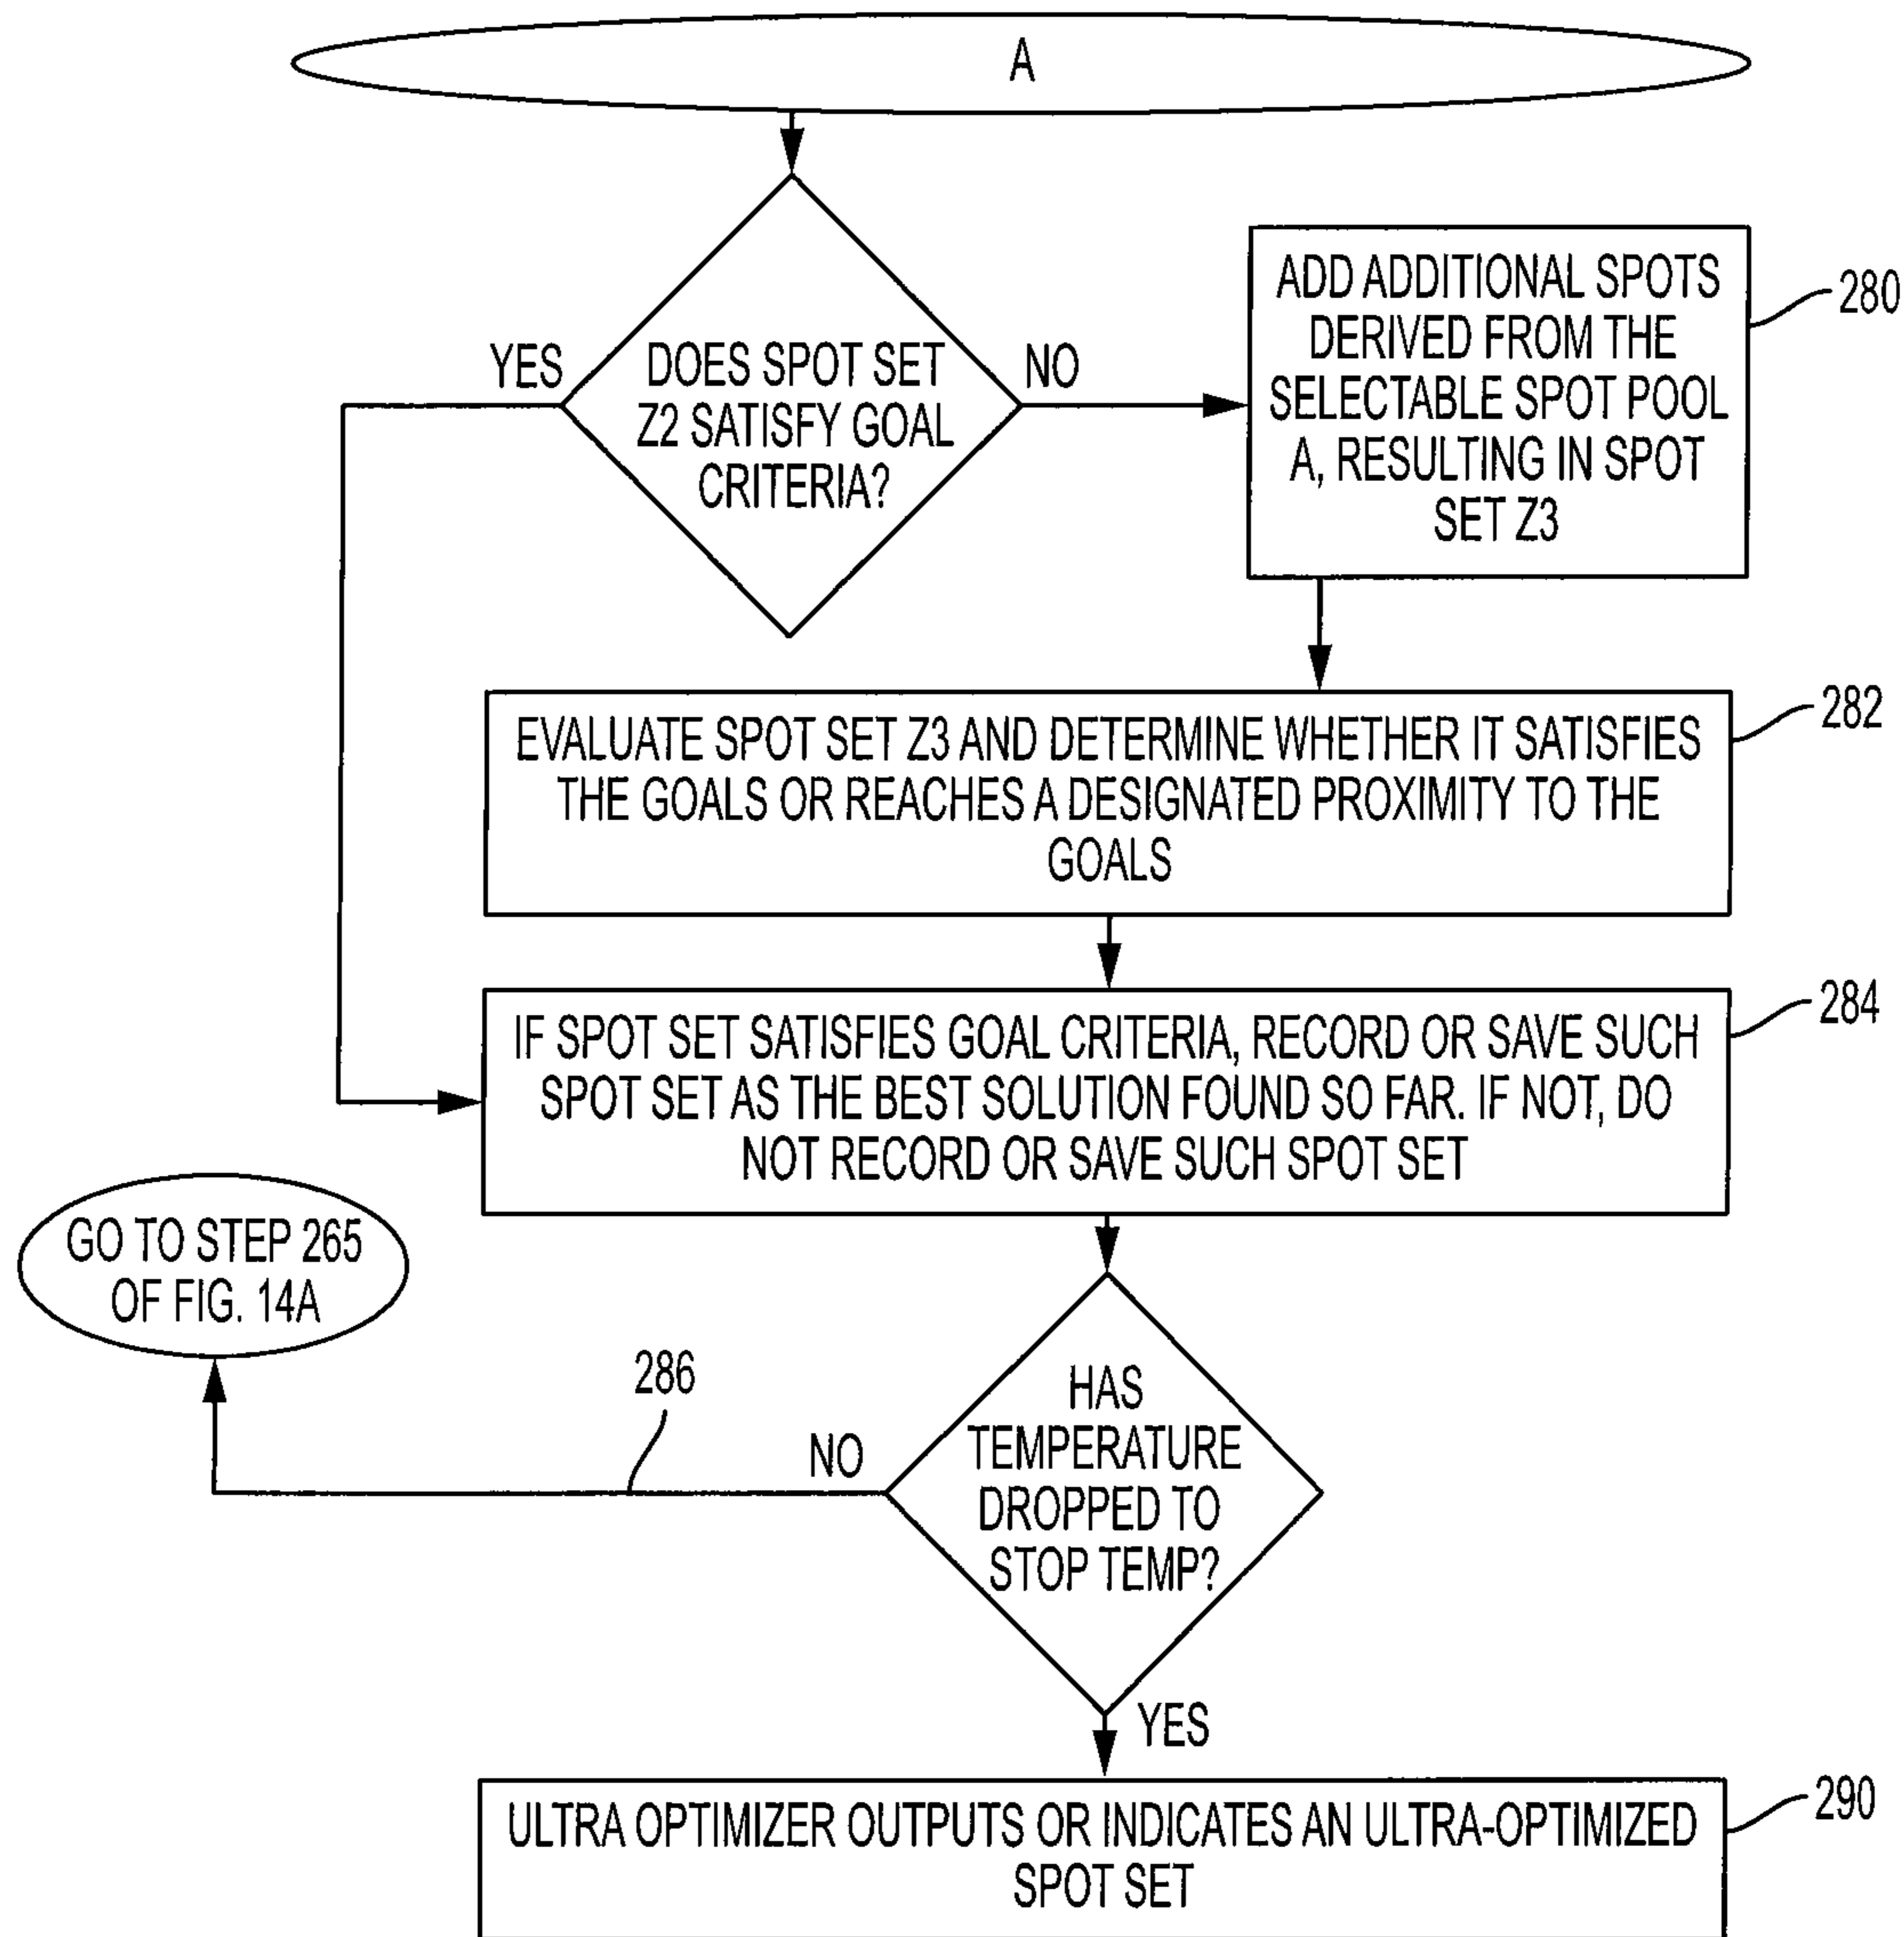 A
YES
DOES SPOT SET
Z2 SATISFY GOAL
CRITERIA?
NO
ADD ADDITIONAL SPOTS
DERIVED FROM THE
SELECTABLE SPOT POOL
A, RESULTING IN SPOT
SET Z3
280
EVALUATE SPOT SET Z3 AND DETERMINE WHETHER IT SATISFIES
THE GOALS OR REACHES A DESIGNATED PROXIMITY TO THE
GOALS
282
IF SPOT SET SATISFIES GOAL CRITERIA, RECORD OR SAVE SUCH
SPOT SET AS THE BEST SOLUTION FOUND SO FAR. IF NOT, DO
NOT RECORD OR SAVE SUCH SPOT SET
284
GO TO STEP 265
OF FIG. 14A
286
NO
HAS
TEMPERATURE
DROPPED TO
STOP TEMP?
YES
ULTRA OPTIMIZER OUTPUTS OR INDICATES AN ULTRA-OPTIMIZED
SPOT SET
290